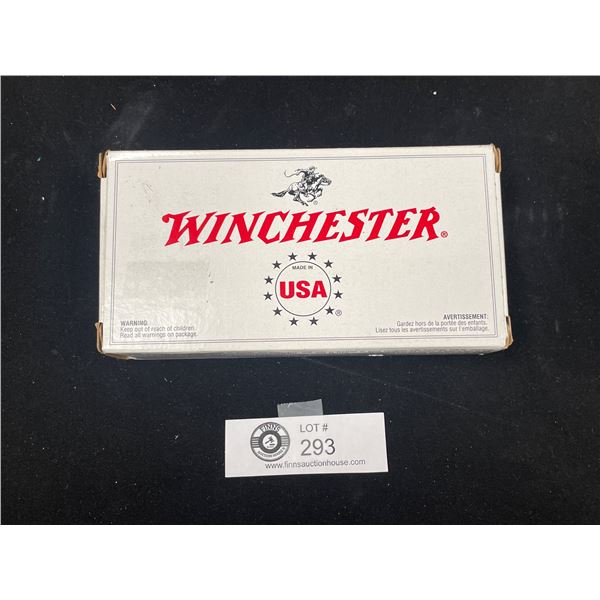 WINCHESTER®
MADE IN
USA
®
WARNING:
Keep out of reach of children.
Read all warnings on package.
AVERTISSEMENT:
Gardez hors de la portée des enfants.
Lisez tous les avertissements sur l'emballage.
FINNS
LOT #
293
www.finnsauctionhouse.com